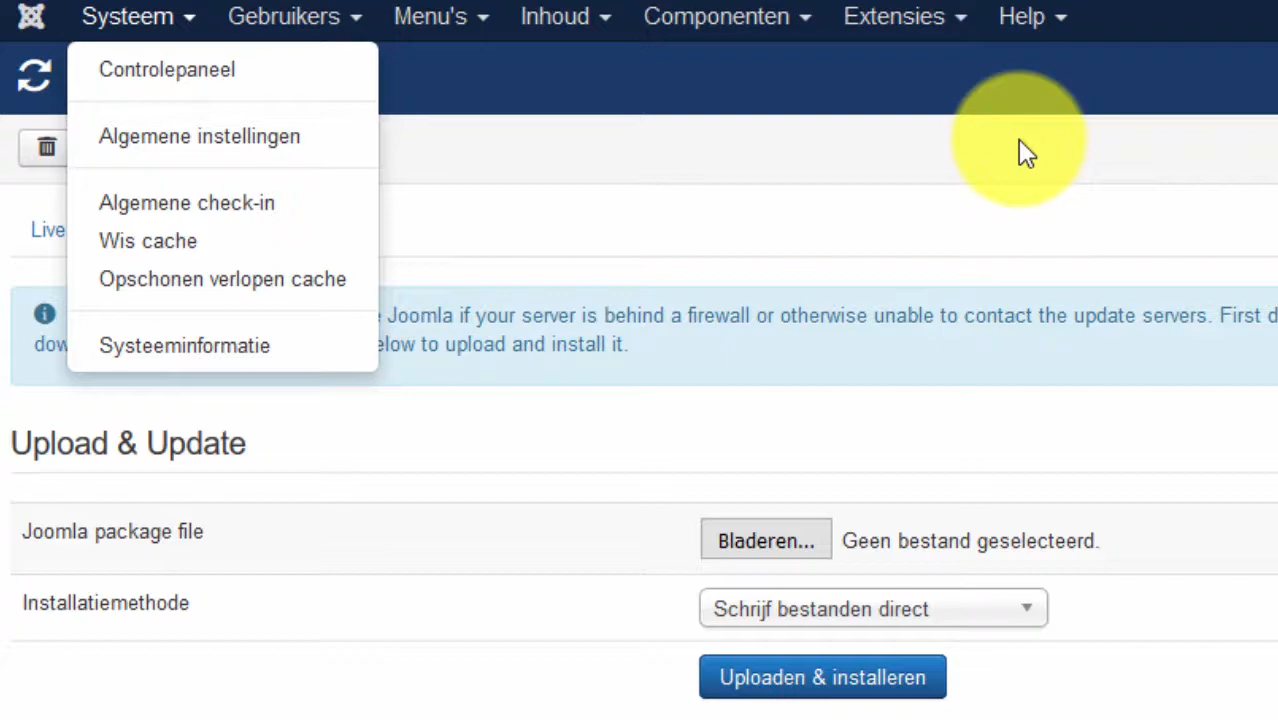 Systeem Gebruikers Menu's Inhoud Componenten Extensies Help
Controlepaneel
Algemene instellingen
Algemene check-in
Wis cache
Opschonen verlopen cache
Systeeminformatie
Live
Joomla if your server is behind a firewall or otherwise unable to contact the update servers. First
to upload and install it.
Upload & Update
Joomla package file Bladeren... Geen bestand geselecteerd.
Installatiemethode Schrijf bestanden direct
Uploaden & installeren